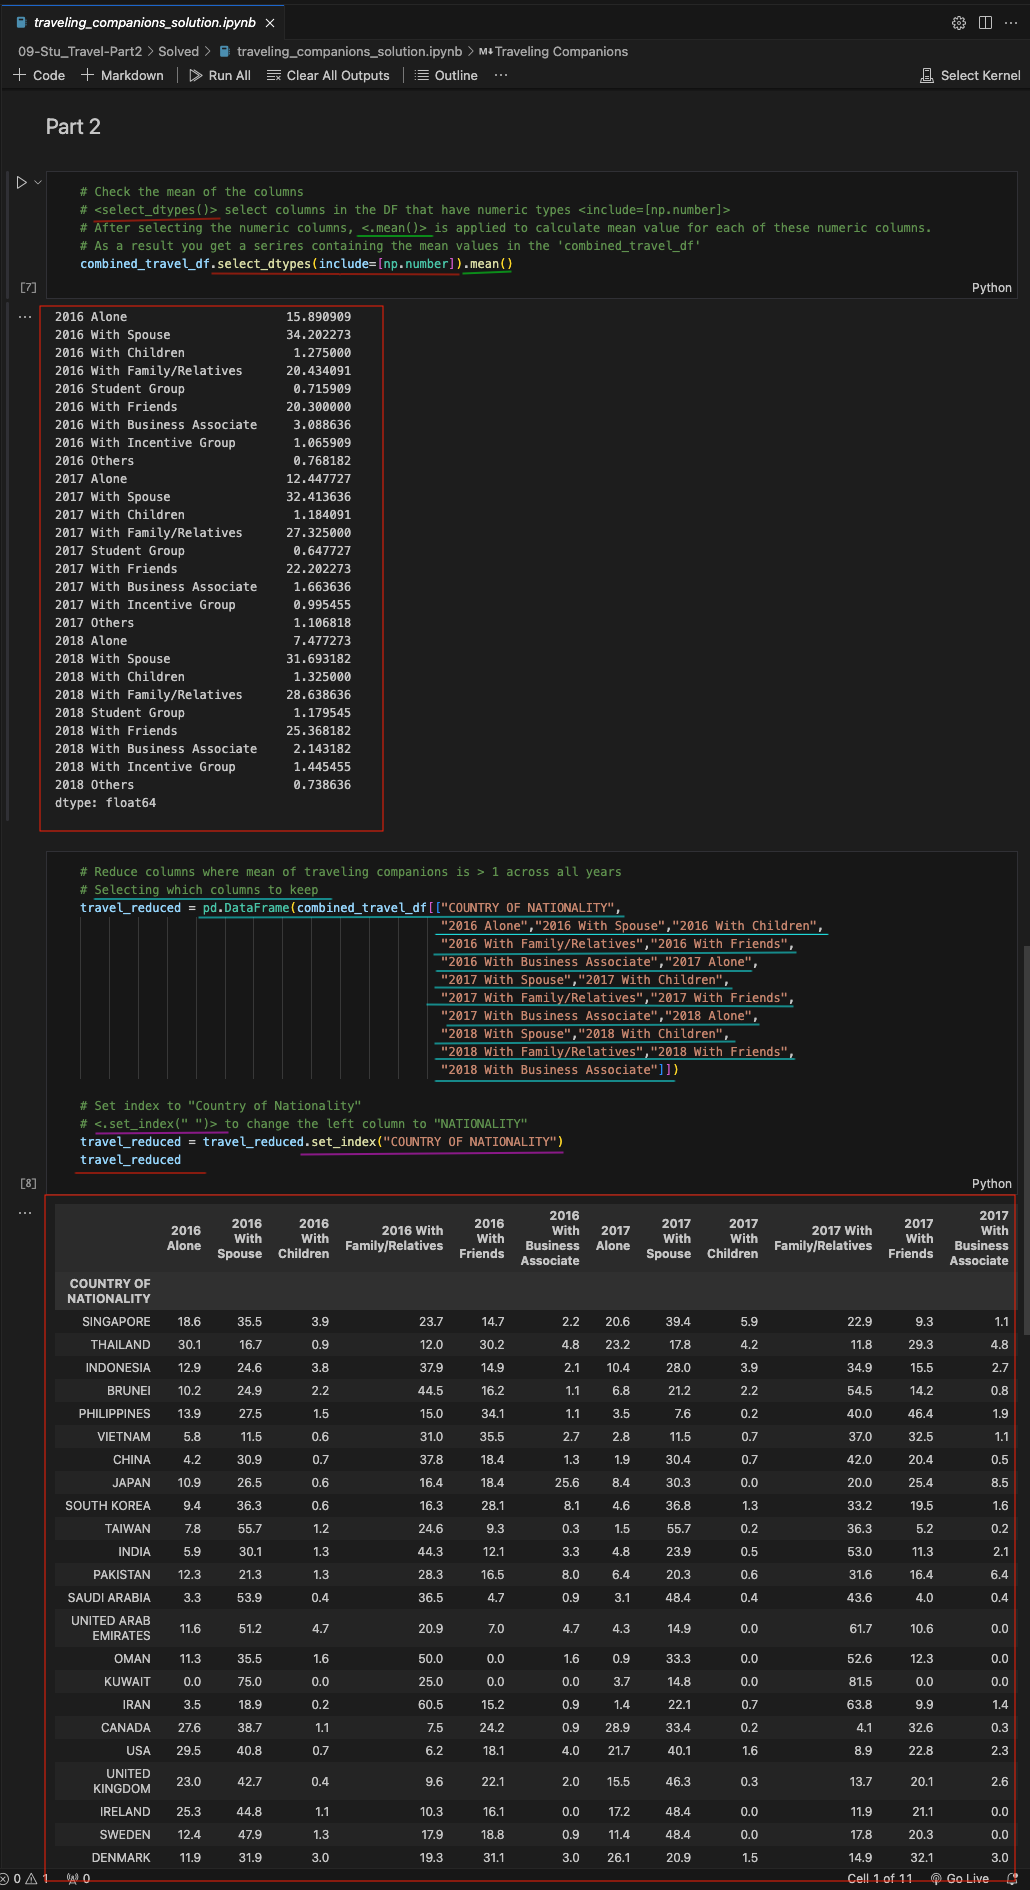 traveling_companions_solution.ipynb ×
09-Stu_Travel-Part2 > Solved > traveling_companions_solution.ipynb > M↓Traveling Companions
+ Code + Markdown | Run All Clear All Outputs | Outline ··· Select Kernel
Part 2
# Check the mean of the columns
# <select_dtypes()> select columns in the DF that have numeric types <include=[np.number]>
# After selecting the numeric columns, <.mean()> is applied to calculate mean value for each of these numeric columns.
# As a result you get a serires containing the mean values in the 'combined_travel_df'
combined_travel_df.select_dtypes(include=[np.number]).mean()
[7] Python
2016 Alone 15.890909
2016 With Spouse 34.202273
2016 With Children 1.275000
2016 With Family/Relatives 20.434091
2016 Student Group 0.715909
2016 With Friends 20.300000
2016 With Business Associate 3.088636
2016 With Incentive Group 1.065909
2016 Others 0.768182
2017 Alone 12.447727
2017 With Spouse 32.413636
2017 With Children 1.184091
2017 With Family/Relatives 27.325000
2017 Student Group 0.647727
2017 With Friends 22.202273
2017 With Business Associate 1.663636
2017 With Incentive Group 0.995455
2017 Others 1.106818
2018 Alone 7.477273
2018 With Spouse 31.693182
2018 With Children 1.325000
2018 With Family/Relatives 28.638636
2018 Student Group 1.179545
2018 With Friends 25.368182
2018 With Business Associate 2.143182
2018 With Incentive Group 1.445455
2018 Others 0.738636
dtype: float64
# Reduce columns where mean of traveling companions is > 1 across all years
# Selecting which columns to keep
travel_reduced = pd.DataFrame(combined_travel_df[["COUNTRY OF NATIONALITY",
"2016 Alone","2016 With Spouse","2016 With Children",
"2016 With Family/Relatives","2016 With Friends",
"2016 With Business Associate","2017 Alone",
"2017 With Spouse","2017 With Children",
"2017 With Family/Relatives","2017 With Friends",
"2017 With Business Associate","2018 Alone",
"2018 With Spouse","2018 With Children",
"2018 With Family/Relatives","2018 With Friends",
"2018 With Business Associate"]])
# Set index to "Country of Nationality"
# <.set_index(" ")> to change the left column to "NATIONALITY"
travel_reduced = travel_reduced.set_index("COUNTRY OF NATIONALITY")
travel_reduced
[8] Python
2016 Alone 2016 With Spouse 2016 With Children 2016 With Family/Relatives 2016 With Friends 2016 With Business Associate 2017 Alone 2017 With Spouse 2017 With Children 2017 With Family/Relatives 2017 With Friends 2017 With Business Associate
COUNTRY OF NATIONALITY
SINGAPORE 18.6 35.5 3.9 23.7 14.7 2.2 20.6 39.4 5.9 22.9 9.3 1.1
THAILAND 30.1 16.7 0.9 12.0 30.2 4.8 23.2 17.8 4.2 11.8 29.3 4.8
INDONESIA 12.9 24.6 3.8 37.9 14.9 2.1 10.4 28.0 3.9 34.9 15.5 2.7
BRUNEI 10.2 24.9 2.2 44.5 16.2 1.1 6.8 21.2 2.2 54.5 14.2 0.8
PHILIPPINES 13.9 27.5 1.5 15.0 34.1 1.1 3.5 7.6 0.2 40.0 46.4 1.9
VIETNAM 5.8 11.5 0.6 31.0 35.5 2.7 2.8 11.5 0.7 37.0 32.5 1.1
CHINA 4.2 30.9 0.7 37.8 18.4 1.3 1.9 30.4 0.7 42.0 20.4 0.5
JAPAN 10.9 26.5 0.6 16.4 18.4 25.6 8.4 30.3 0.0 20.0 25.4 8.5
SOUTH KOREA 9.4 36.3 0.6 16.3 28.1 8.1 4.6 36.8 1.3 33.2 19.5 1.6
TAIWAN 7.8 55.7 1.2 24.6 9.3 0.3 1.5 55.7 0.2 36.3 5.2 0.2
INDIA 5.9 30.1 1.3 44.3 12.1 3.3 4.8 23.9 0.5 53.0 11.3 2.1
PAKISTAN 12.3 21.3 1.3 28.3 16.5 8.0 6.4 20.3 0.6 31.6 16.4 6.4
SAUDI ARABIA 3.3 53.9 0.4 36.5 4.7 0.9 3.1 48.4 0.4 43.6 4.0 0.4
UNITED ARAB EMIRATES 11.6 51.2 4.7 20.9 7.0 4.7 4.3 14.9 0.0 61.7 10.6 0.0
OMAN 11.3 35.5 1.6 50.0 0.0 1.6 0.9 33.3 0.0 52.6 12.3 0.0
KUWAIT 0.0 75.0 0.0 25.0 0.0 0.0 3.7 14.8 0.0 81.5 0.0 0.0
IRAN 3.5 18.9 0.2 60.5 15.2 0.9 1.4 22.1 0.7 63.8 9.9 1.4
CANADA 27.6 38.7 1.1 7.5 24.2 0.9 28.9 33.4 0.2 4.1 32.6 0.3
USA 29.5 40.8 0.7 6.2 18.1 4.0 21.7 40.1 1.6 8.9 22.8 2.3
UNITED KINGDOM 23.0 42.7 0.4 9.6 22.1 2.0 15.5 46.3 0.3 13.7 20.1 2.6
IRELAND 25.3 44.8 1.1 10.3 16.1 0.0 17.2 48.4 0.0 11.9 21.1 0.0
SWEDEN 12.4 47.9 1.3 17.9 18.8 0.9 11.4 48.4 0.0 17.8 20.3 0.0
DENMARK 11.9 31.9 3.0 19.3 31.1 3.0 26.1 20.9 1.5 14.9 32.1 3.0
0 1 0 Cell 1 of 11 Go Live